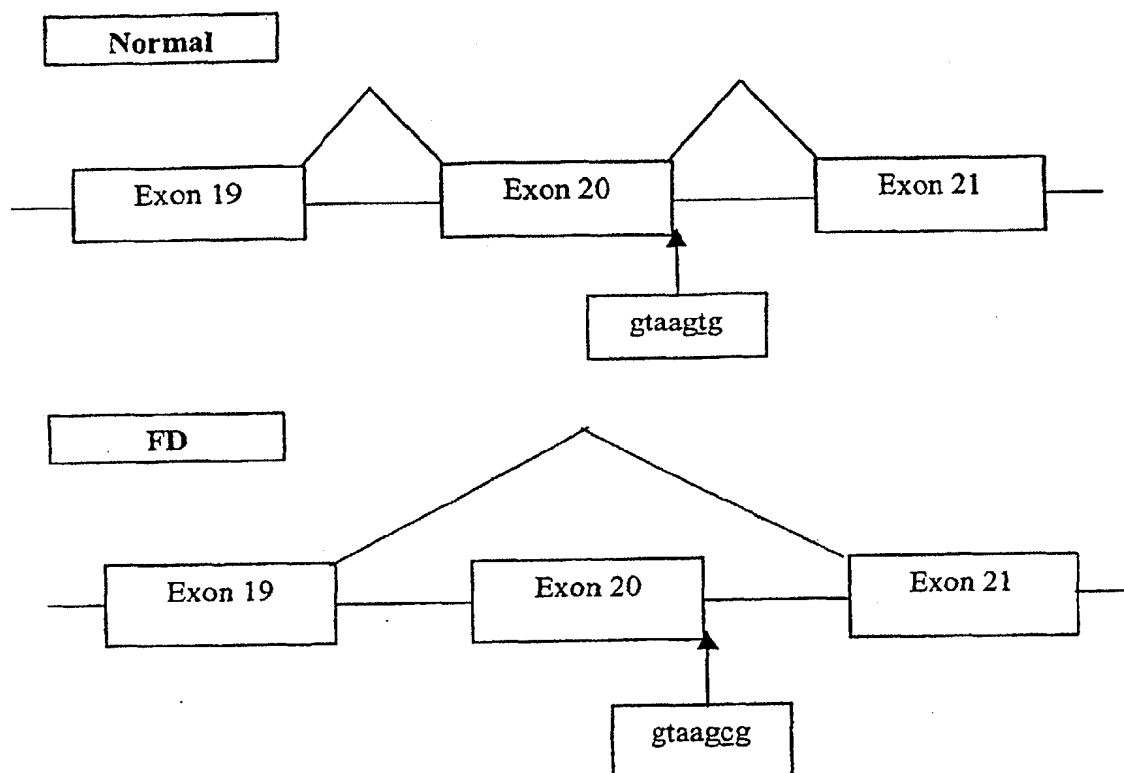 Normal
Exon 19
Exon 20
Exon 21
gtaagtg
FD
Exon 19
Exon 20
Exon 21
gtaagcg